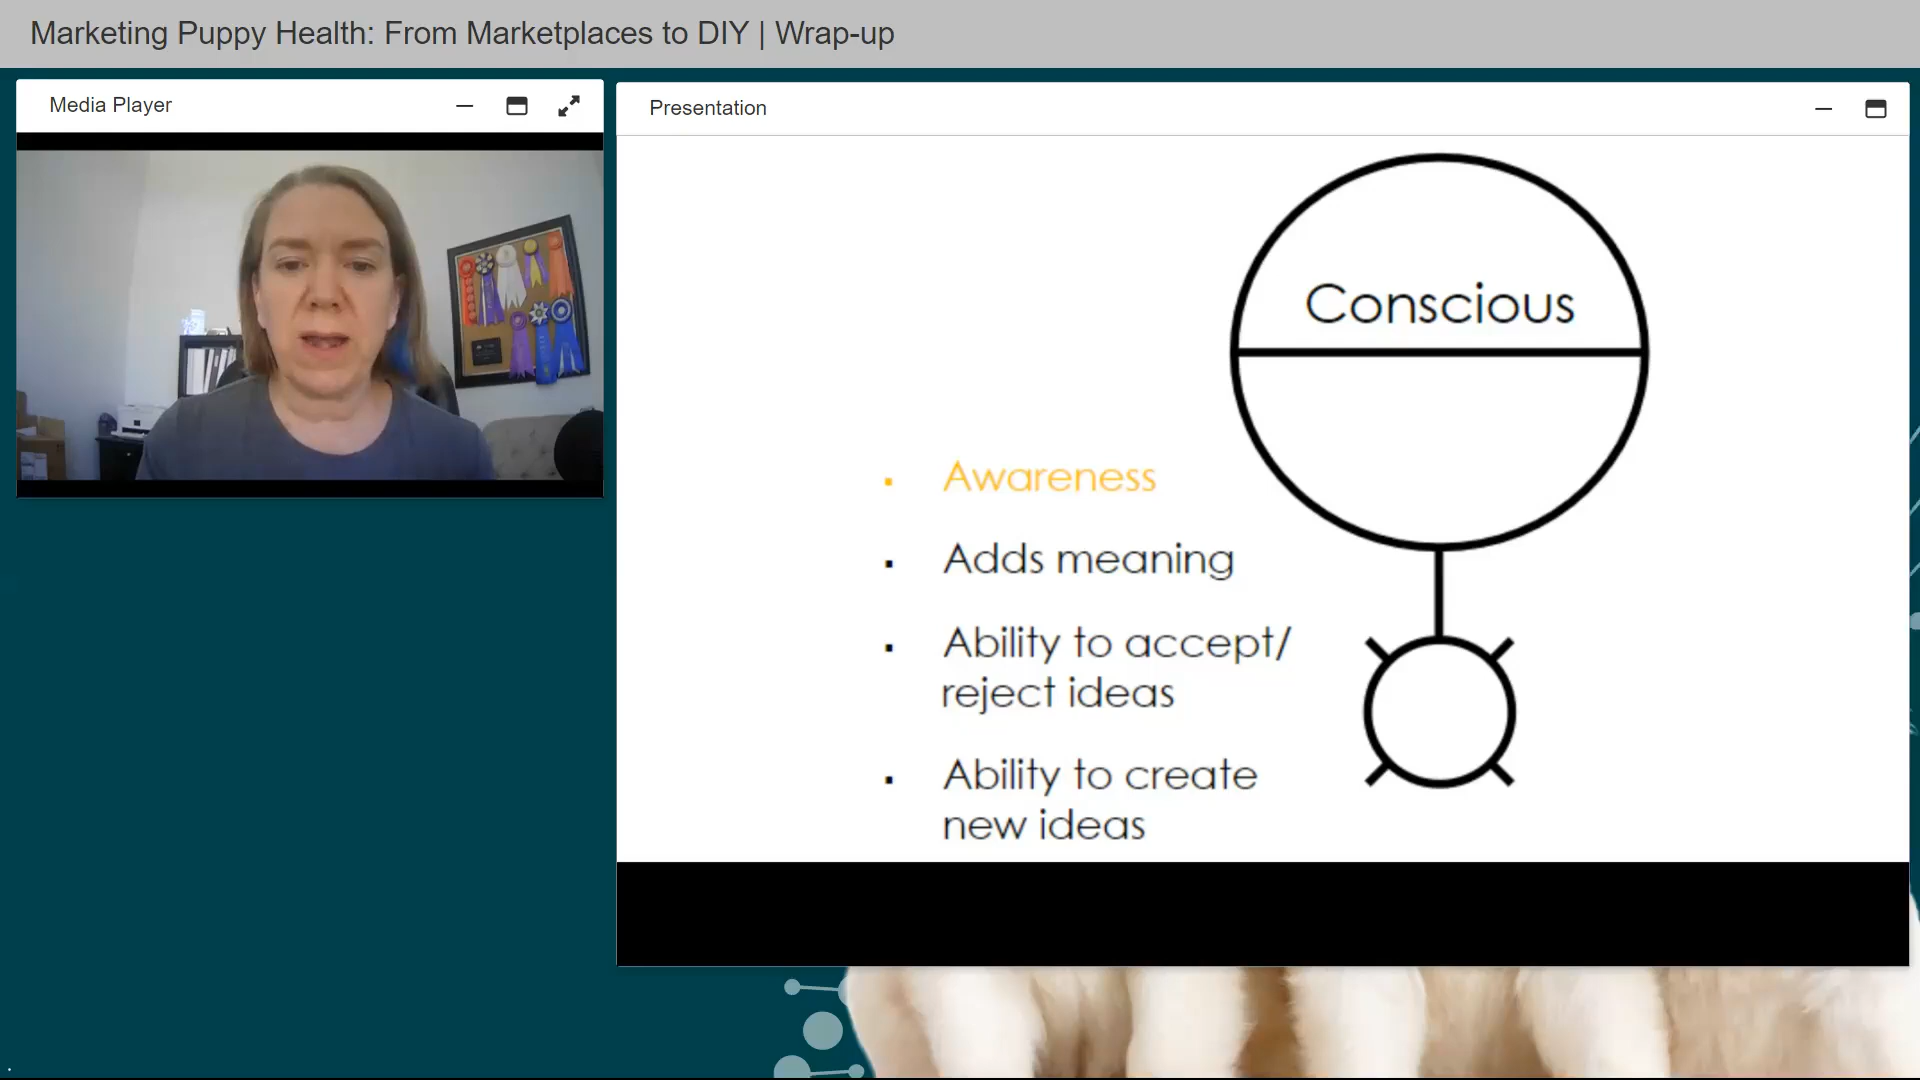 Marketing Puppy Health: From Marketplaces to DIY | Wrap-up
Media Player
Presentation
Conscious
Awareness
Adds meaning
Ability to accept/
reject ideas
Ability to create
new ideas